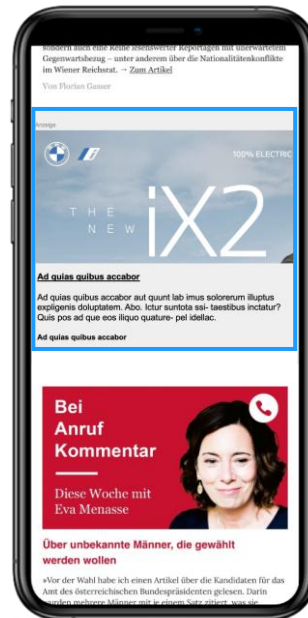 sondern auch eine Reihe lesenswerter Reportagen mit unerwartetem
Gegenwartsbezug – unter anderem über die Nationalitätenkonflikte
im Wiener Reichsrat. → Zum Artikel
Von Florian Gasser
Anzeige
BMW i
100% ELECTRIC
THE
NEW
iX2
Ad quias quibus accabor
Ad quias quibus accabor aut quunt lab imus solorerum illuptus
expligenis doluptatem. Abo. Ictur suntota ssi- taestibus inctatur?
Quis pos ad que eos iliquo quature- pel idellac.
Ad quias quibus accabor
Bei
Anruf
Kommentar
Diese Woche mit
Eva Menasse
Über unbekannte Männer, die gewählt
werden wollen
»Vor der Wahl habe ich einen Artikel über die Kandidaten für das
Amt des österreichischen Bundespräsidenten gelesen. Darin
wurden mehrere Männer mit je einem Satz zitiert, was sie